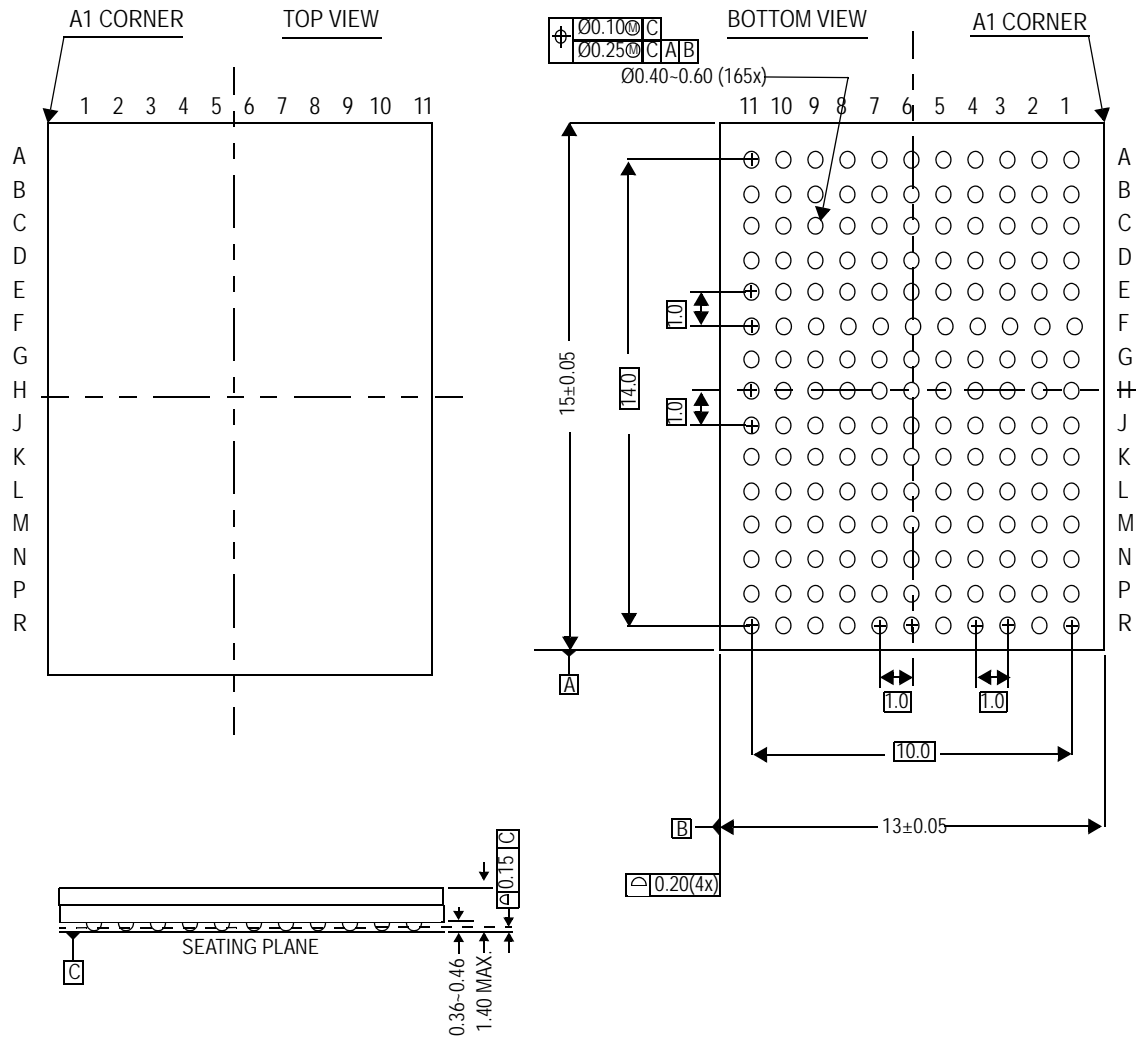 A1 CORNER
TOP VIEW
1 2 3 4 5 6 7 8 9 10 11
A
B
C
D
E
F
G
H
J
K
L
M
N
P
R
Ø0.10Ⓜ C
Ø0.25Ⓜ C A B
Ø0.40~0.60 (165x)
BOTTOM VIEW
A1 CORNER
11 10 9 8 7 6 5 4 3 2 1
A
B
C
D
E
F
G
H
J
K
L
M
N
P
R
1.0
1.0
14.0
15±0.05
A
1.0
1.0
10.0
B
13±0.05
0.20(4x)
0.15 C
SEATING PLANE
C
0.36~0.46
1.40 MAX.